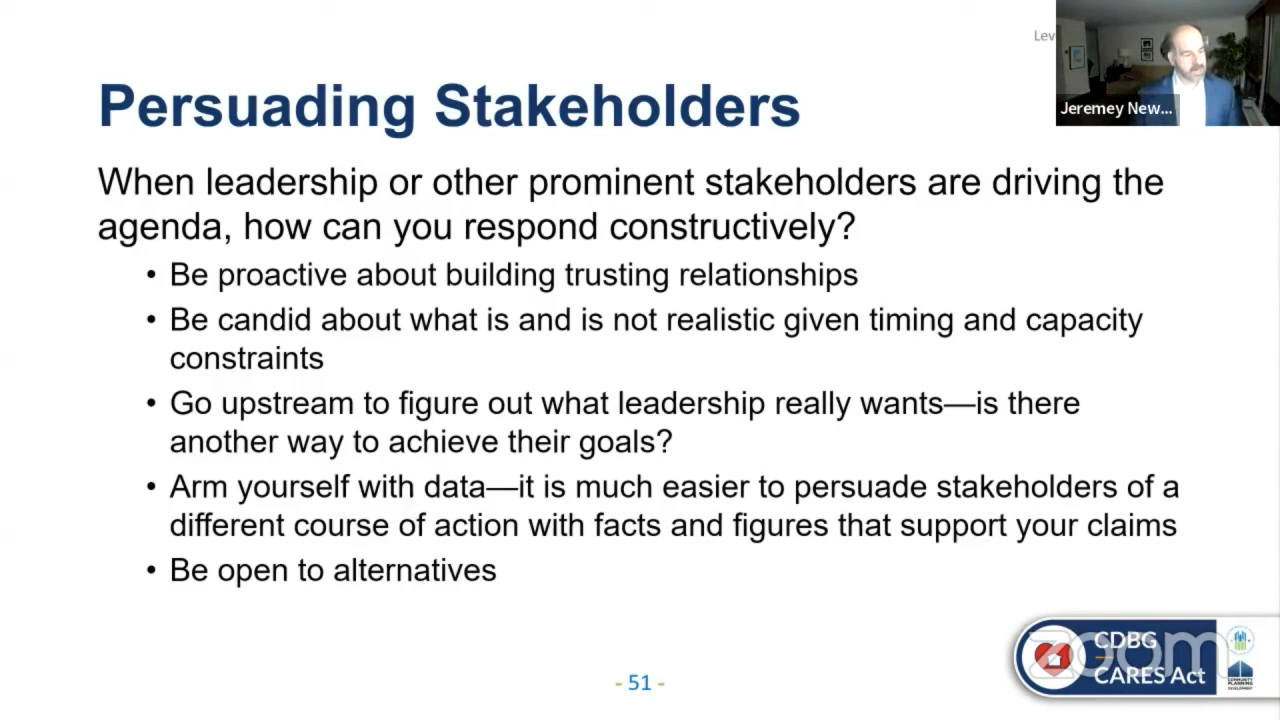 Lev
Jeremey New...
Persuading Stakeholders
When leadership or other prominent stakeholders are driving the
agenda, how can you respond constructively?
• Be proactive about building trusting relationships
• Be candid about what is and is not realistic given timing and capacity
constraints
• Go upstream to figure out what leadership really wants—is there
another way to achieve their goals?
• Arm yourself with data—it is much easier to persuade stakeholders of a
different course of action with facts and figures that support your claims
• Be open to alternatives
CDBG
zoom
CARES Act
COMMUNITY
PLANNING
DEVELOPMENT
- 51 -